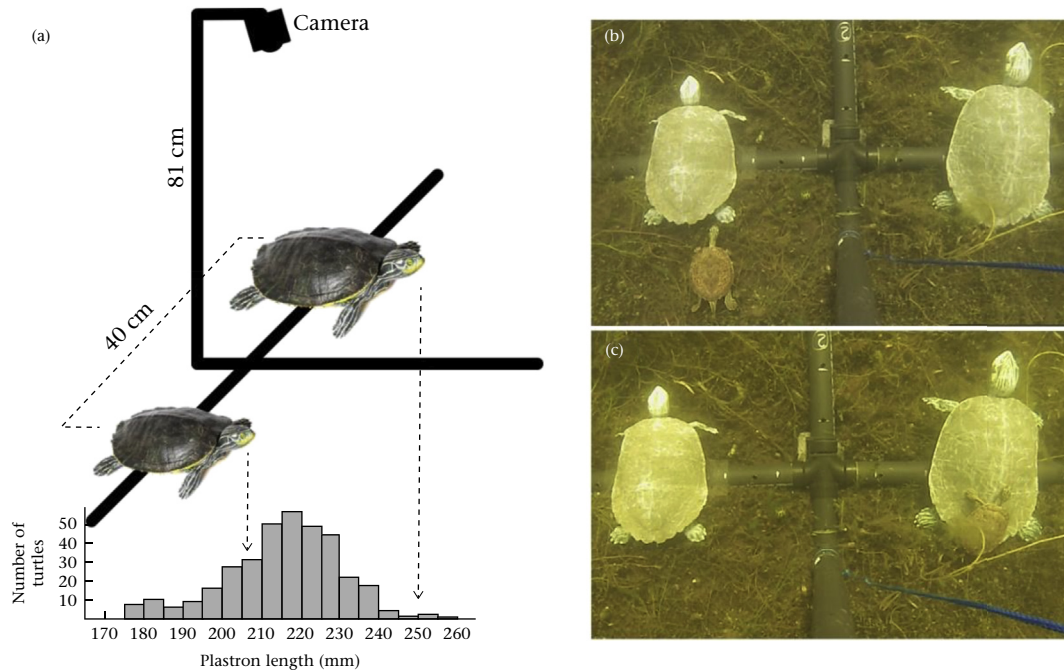 (a)
Camera
81 cm
40 cm
Number of
turtles
50
40
30
20
10
170 180 190 200 210 220 230 240 250 260
Plastron length (mm)
(b)
(c)